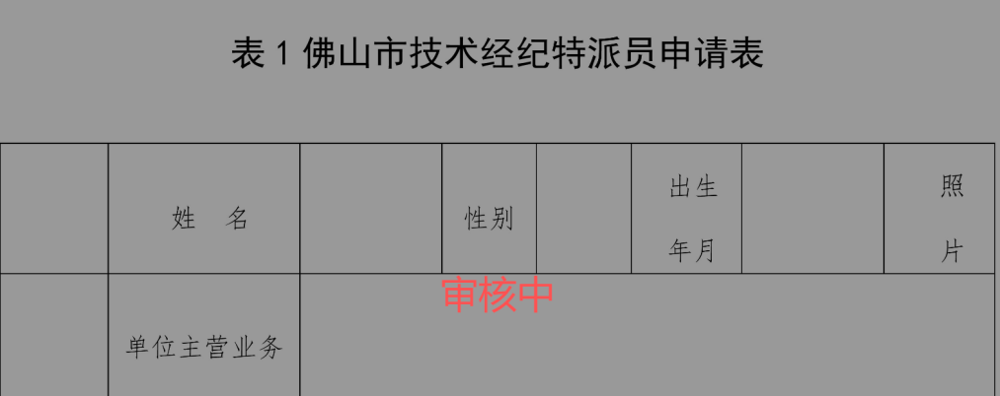 表 1 佛山市技术经纪特派员申请表
姓 名
性别
出生
年月
照
片
审核中
单位主营业务